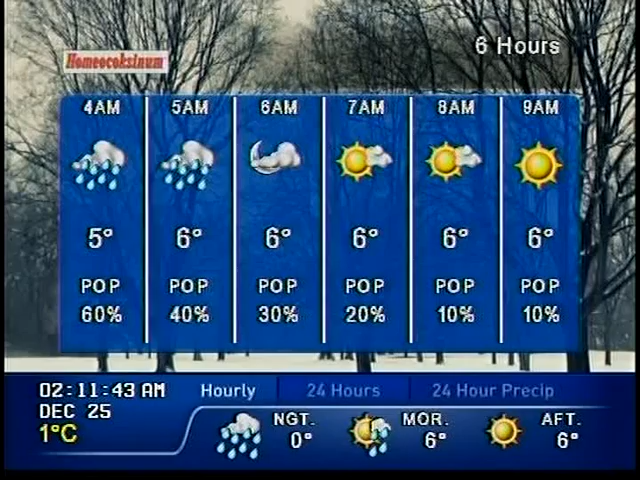 6 Hours
Homeocoksinum
4AM 5AM 6AM 7AM 8AM 9AM
5° 6° 6° 6° 6° 6°
POP POP POP POP POP POP
60% 40% 30% 20% 10% 10%
02:11:43 AM Hourly 24 Hours 24 Hour Precip
DEC 25
1°C
NGT. MOR. AFT.
0° 6° 6°